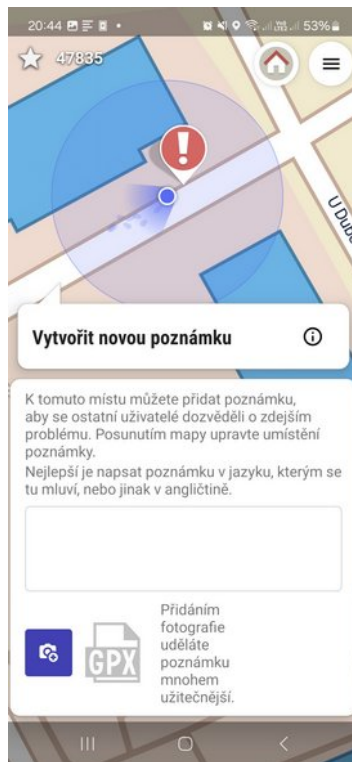 20:44
53%
47835
U Dub
Vytvořit novou poznámku
K tomuto místu můžete přidat poznámku,
aby se ostatní uživatelé dozvěděli o zdejším
problému. Posunutím mapy upravte umístění
poznámky.
Nejlepší je napsat poznámku v jazyku, kterým se
tu mluví, nebo jinak v angličtině.
GPX
Přidáním
fotografie
uděláte
poznámku
mnohem
užitečnější.